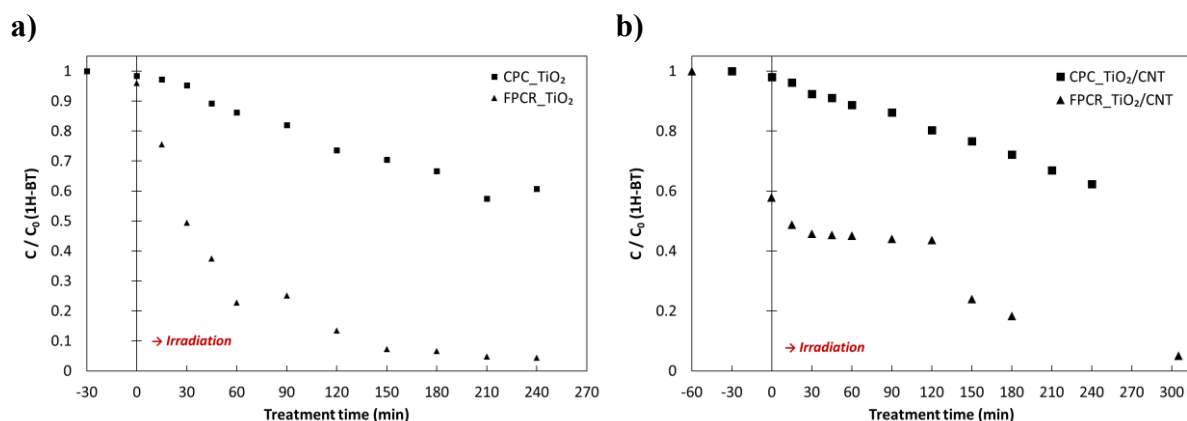 a)
C / C₀ (1H-BT)
1
0.9
0.8
0.7
0.6
0.5
0.4
0.3
0.2
0.1
0
■ CPC_TiO₂
▲ FPCR_TiO₂
→ Irradiation
-30 0 30 60 90 120 150 180 210 240 270
Treatment time (min)
b)
C / C₀ (1H-BT)
1
0.8
0.6
0.4
0.2
0
■ CPC_TiO₂/CNT
▲ FPCR_TiO₂/CNT
→ Irradiation
-60 -30 0 30 60 90 120 150 180 210 240 270 300
Treatment time (min)